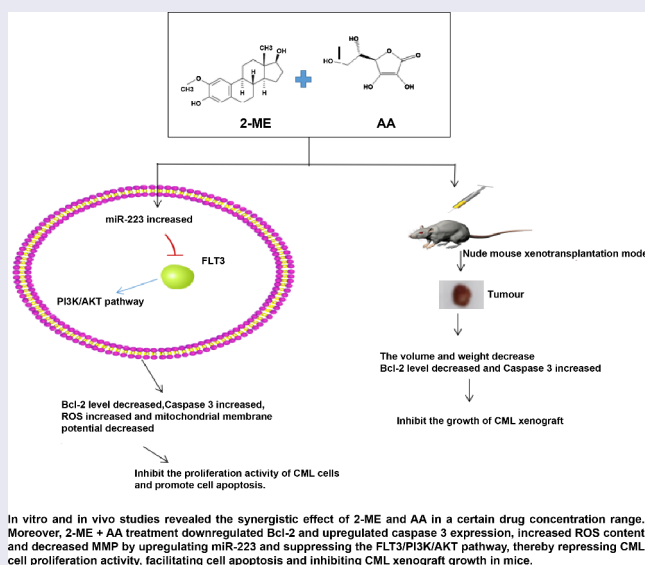 CH3
OH
O
CH3
HO
H
H
H
H
2-ME
HO
HO
O
O
HO
OH
AA
miR-223 increased
FLT3
PI3K/AKT pathway
Bcl-2 level decreased,Caspase 3 increased,
ROS increased and mitochondrial membrane
potential decreased
Inhibit the proliferation activity of CML cells
and promote cell apoptosis.
Nude mouse xenotransplantation mode
Tumour
The volume and weight decrease
Bcl-2 level decreased and Caspase 3 increased
Inhibit the growth of CML xenograft
In vitro and in vivo studies revealed the synergistic effect of 2-ME and AA in a certain drug concentration range.
Moreover, 2-ME + AA treatment downregulated Bcl-2 and upregulated caspase 3 expression, increased ROS content
and decreased MMP by upregulating miR-223 and suppressing the FLT3/PI3K/AKT pathway, thereby repressing CML
cell proliferation activity, facilitating cell apoptosis and inhibiting CML xenograft growth in mice.